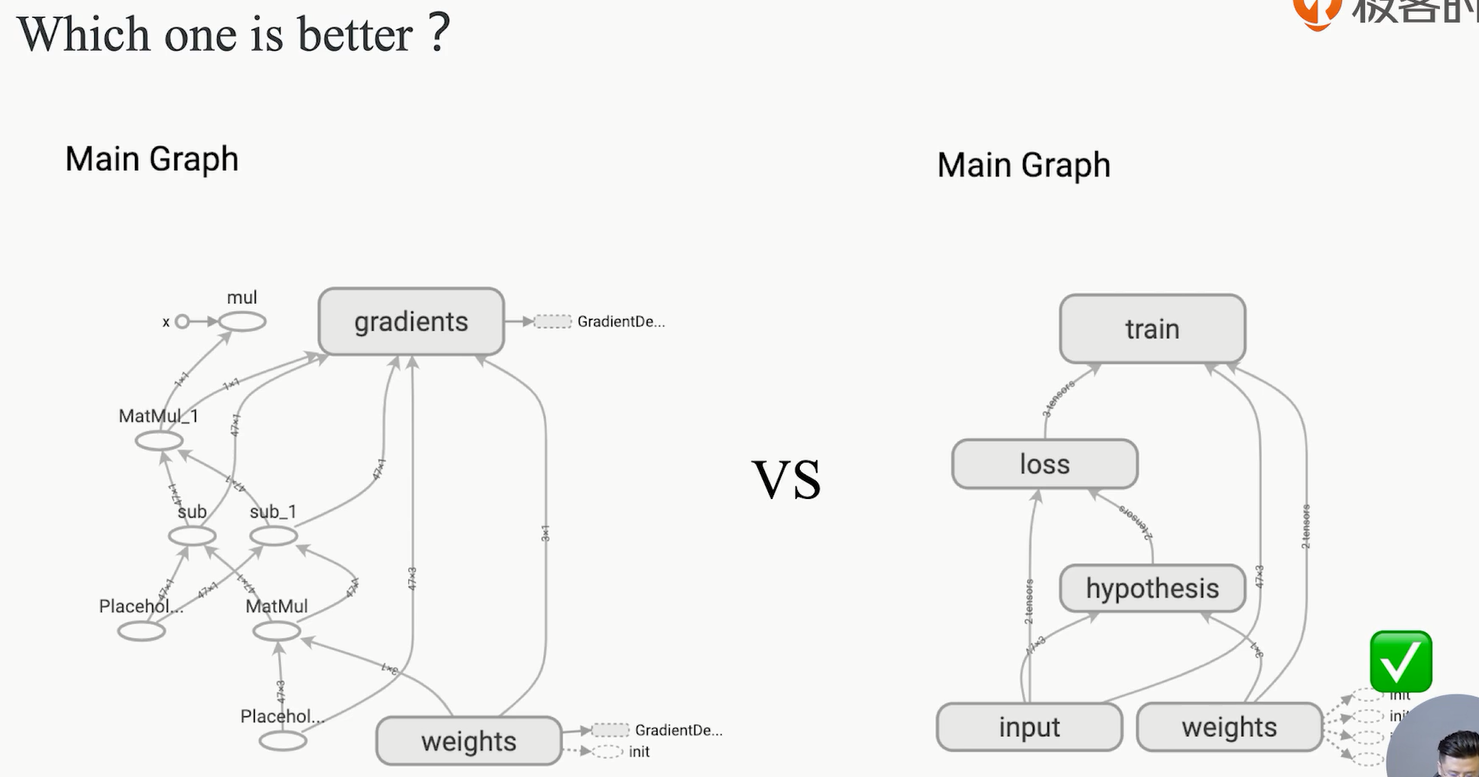 Which one is better？
极客时
Main Graph
Main Graph
mul
x
gradients
GradientDe...
train
1×1
1×1
3 tensors
MatMul_1
47×1
loss
VS
47×1
47×1
47×1
sub
sub_1
2 tensors
2 tensors
3×1
47×3
47×3
hypothesis
47×1
47×1
47×1
47×1
Placehol...
MatMul
2 tensors
47×3
3×1
3×1
47×3
Placehol...
init
input
weights
weights
GradientDe...
init